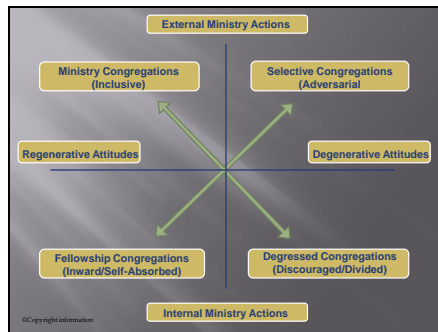 External Ministry Actions
Ministry Congregations
(Inclusive)
Selective Congregations
(Adversarial
Regenerative Attitudes
Degenerative Attitudes
Fellowship Congregations
(Inward/Self-Absorbed)
Degressed Congregations
(Discouraged/Divided)
Internal Ministry Actions
©Copyright information